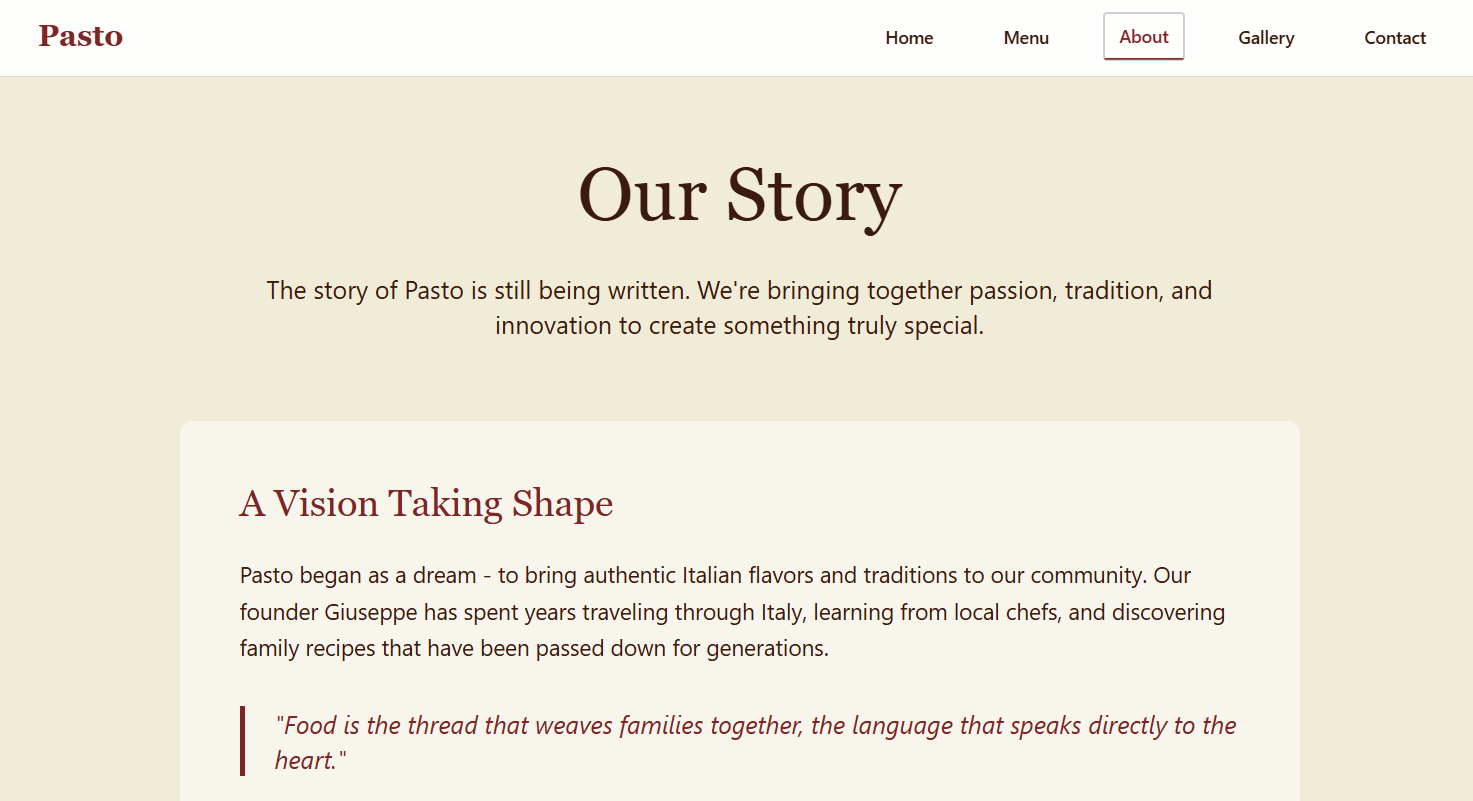 Pasto
Home
Menu
About
Gallery
Contact
Our Story
The story of Pasto is still being written. We're bringing together passion, tradition, and
innovation to create something truly special.
A Vision Taking Shape
Pasto began as a dream - to bring authentic Italian flavors and traditions to our community. Our
founder Giuseppe has spent years traveling through Italy, learning from local chefs, and discovering
family recipes that have been passed down for generations.
"Food is the thread that weaves families together, the language that speaks directly to the
heart."